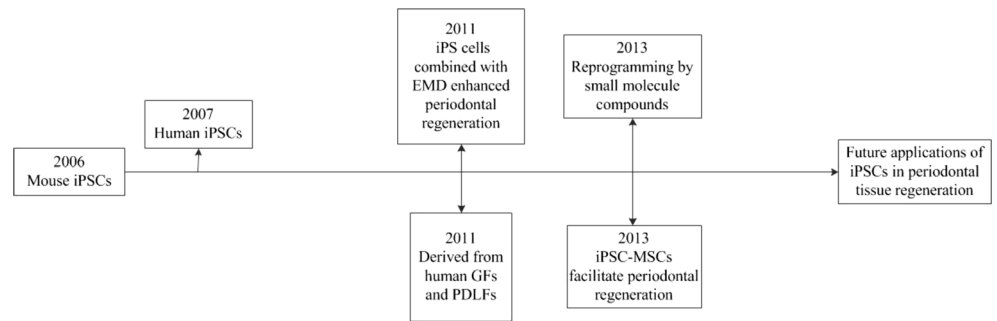 2006
Mouse iPSCs
2007
Human iPSCs
2011
iPS cells
combined with
EMD enhanced
periodontal
regeneration
2011
Derived from
human GFs
and PDLFs
2013
Reprogramming by
small molecule
compounds
2013
iPSC-MSCs
facilitate periodontal
regeneration
Future applications of
iPSCs in periodontal
tissue regeneration